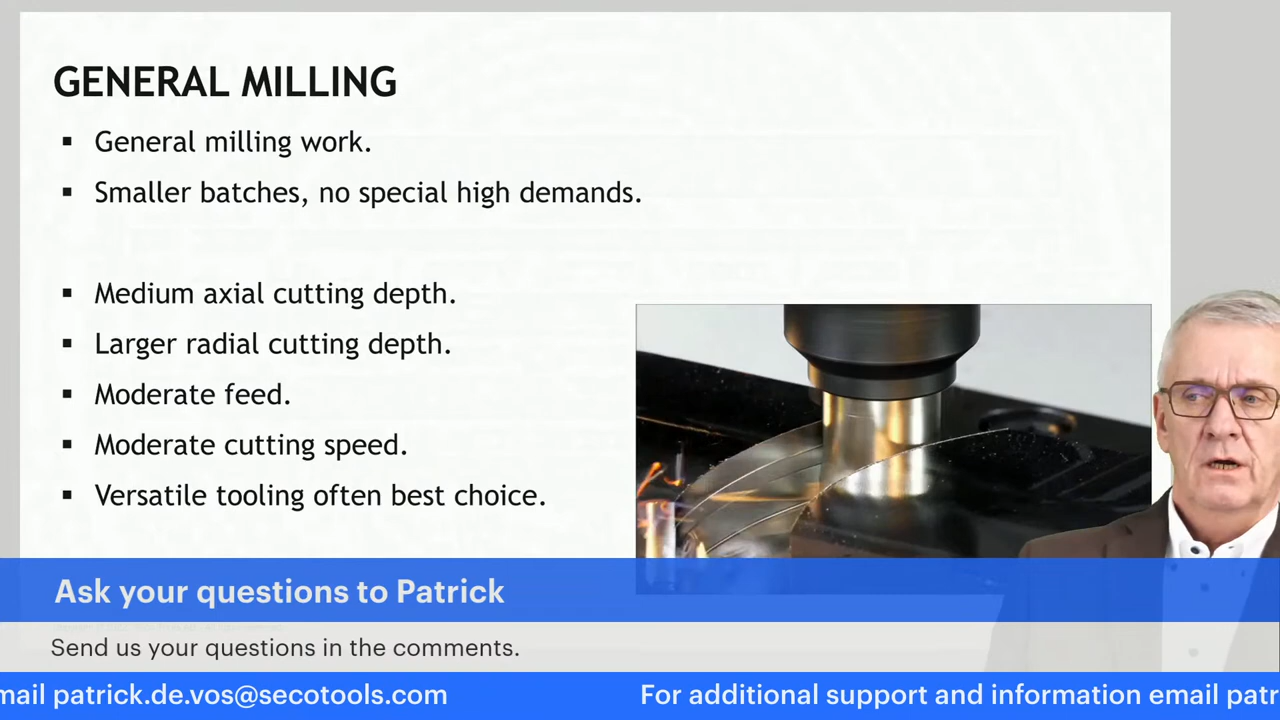 GENERAL MILLING
▪ General milling work.
▪ Smaller batches, no special high demands.
▪ Medium axial cutting depth.
▪ Larger radial cutting depth.
▪ Moderate feed.
▪ Moderate cutting speed.
▪ Versatile tooling often best choice.
Ask your questions to Patrick
Send us your questions in the comments.
mail patrick.de.vos@secotools.com For additional support and information email patr